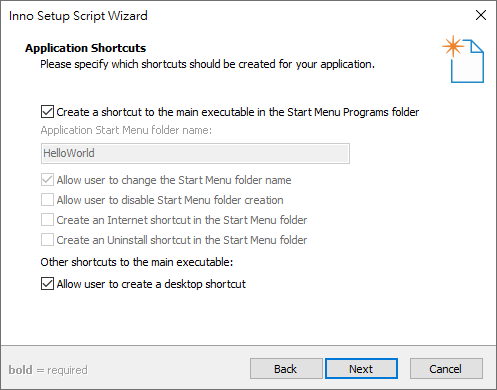 Inno Setup Script Wizard
Application Shortcuts
Please specify which shortcuts should be created for your application.
Create a shortcut to the main executable in the Start Menu Programs folder
Application Start Menu folder name:
HelloWorld
Allow user to change the Start Menu folder name
Allow user to disable Start Menu folder creation
Create an Internet shortcut in the Start Menu folder
Create an Uninstall shortcut in the Start Menu folder
Other shortcuts to the main executable:
Allow user to create a desktop shortcut
bold = required
Back
Next
Cancel